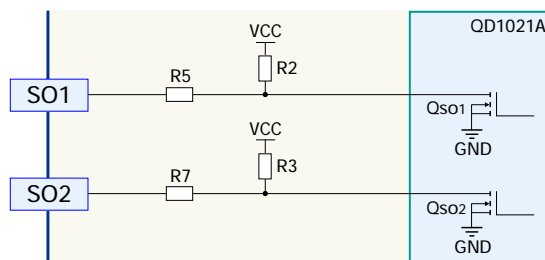 QD1021A
VCC
R2
R5
SO1
Qso1
GND
VCC
R3
R7
SO2
Qso2
GND